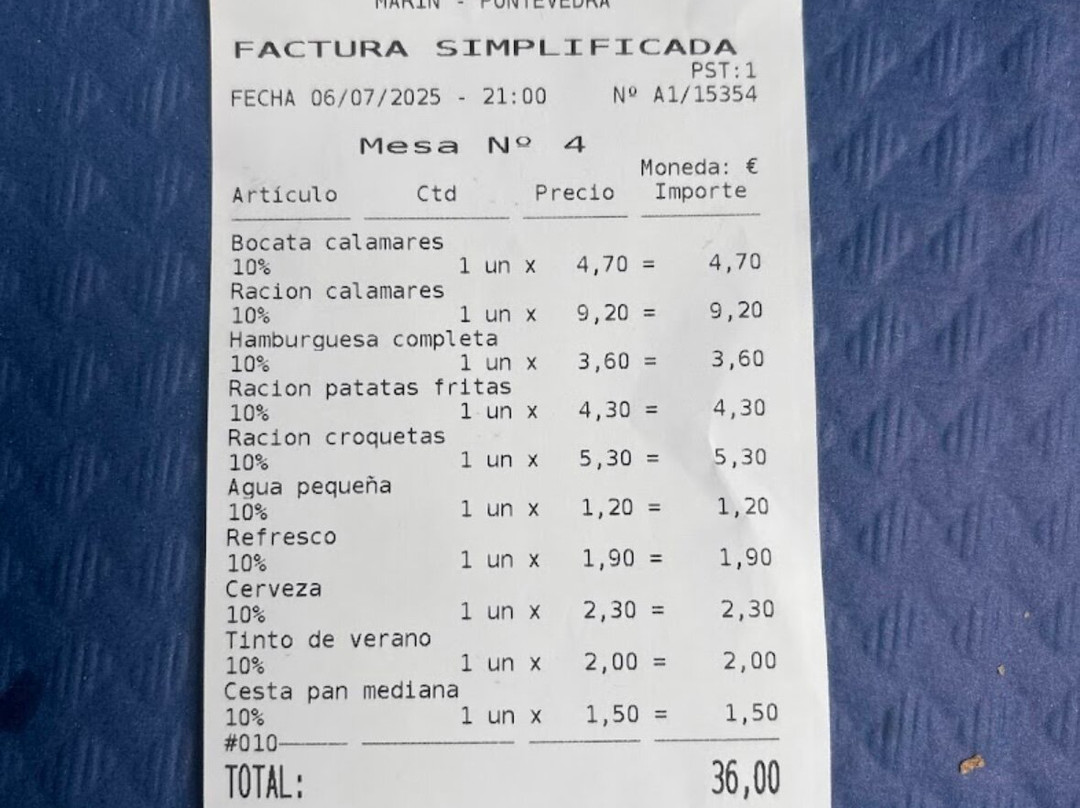 MARIN - PONTEVEDRA
FACTURA SIMPLIFICADA
PST:1
FECHA 06/07/2025 - 21:00 Nº A1/15354
Mesa Nº 4
Moneda: €
Artículo Ctd Precio Importe
Bocata calamares
10% 1 un x 4,70 = 4,70
Racion calamares
10% 1 un x 9,20 = 9,20
Hamburguesa completa
10% 1 un x 3,60 = 3,60
Racion patatas fritas
10% 1 un x 4,30 = 4,30
Racion croquetas
10% 1 un x 5,30 = 5,30
Agua pequeña
10% 1 un x 1,20 = 1,20
Refresco
10% 1 un x 1,90 = 1,90
Cerveza
10% 1 un x 2,30 = 2,30
Tinto de verano
10% 1 un x 2,00 = 2,00
Cesta pan mediana
10% 1 un x 1,50 = 1,50
#010
TOTAL: 36,00